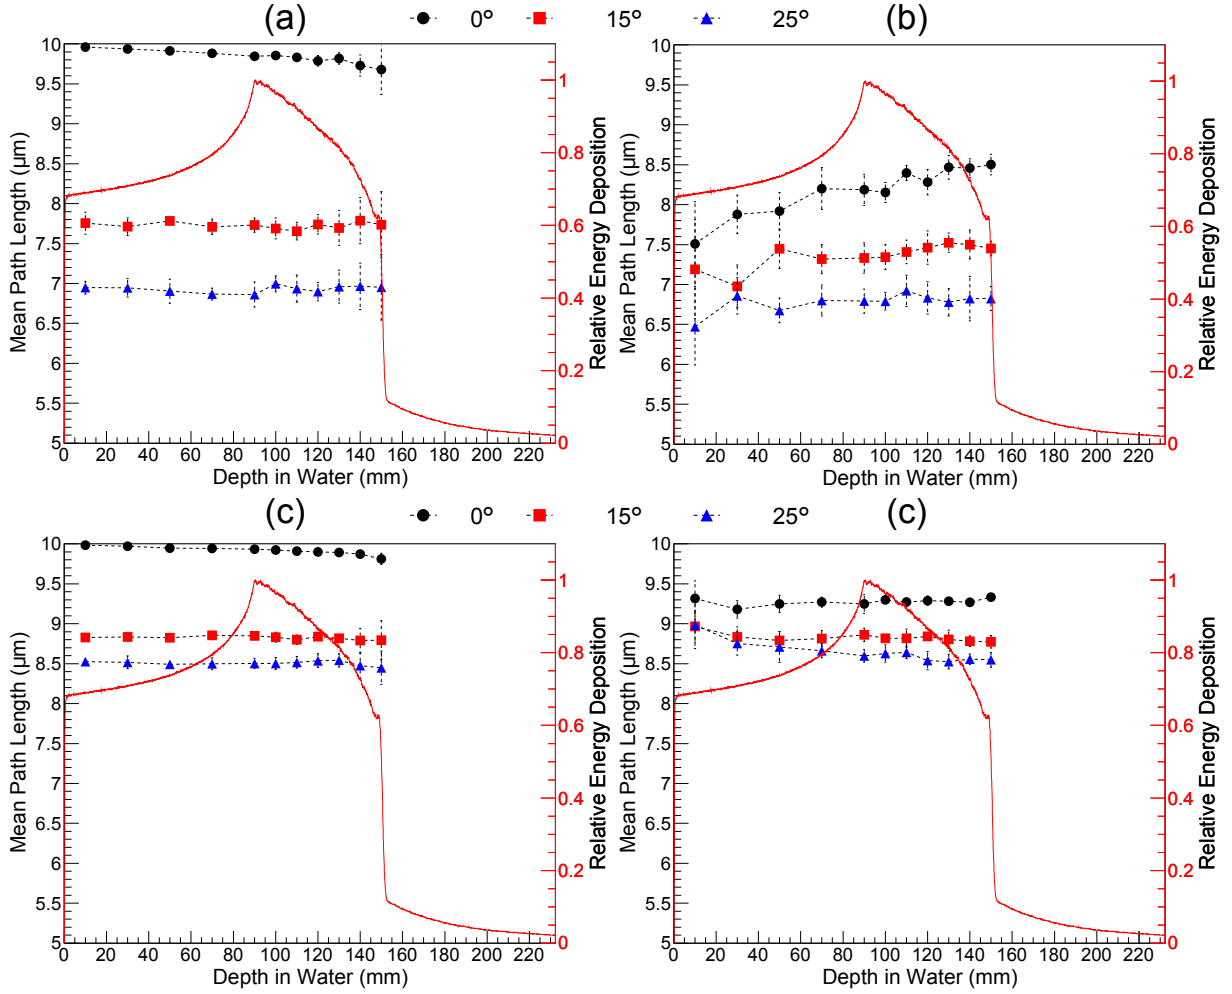 (a) 0º 15º 25º (b)
10 9.5 9 8.5 8 7.5 7 6.5 6 5.5 5
Mean Path Length (μm)
0 20 40 60 80 100 120 140 160 180 200 220
Depth in Water (mm)
1 0.8 0.6 0.4 0.2 0
Relative Energy Deposition
10 9.5 9 8.5 8 7.5 7 6.5 6 5.5 5
Mean Path Length (μm)
0 20 40 60 80 100 120 140 160 180 200 220
Depth in Water (mm)
1 0.8 0.6 0.4 0.2 0
Relative Energy Deposition
(c) 0º 15º 25º (c)
10 9.5 9 8.5 8 7.5 7 6.5 6 5.5 5
Mean Path Length (μm)
0 20 40 60 80 100 120 140 160 180 200 220
Depth in Water (mm)
1 0.8 0.6 0.4 0.2 0
Relative Energy Deposition
10 9.5 9 8.5 8 7.5 7 6.5 6 5.5 5
Mean Path Length (μm)
0 20 40 60 80 100 120 140 160 180 200 220
Depth in Water (mm)
1 0.8 0.6 0.4 0.2 0
Relative Energy Deposition